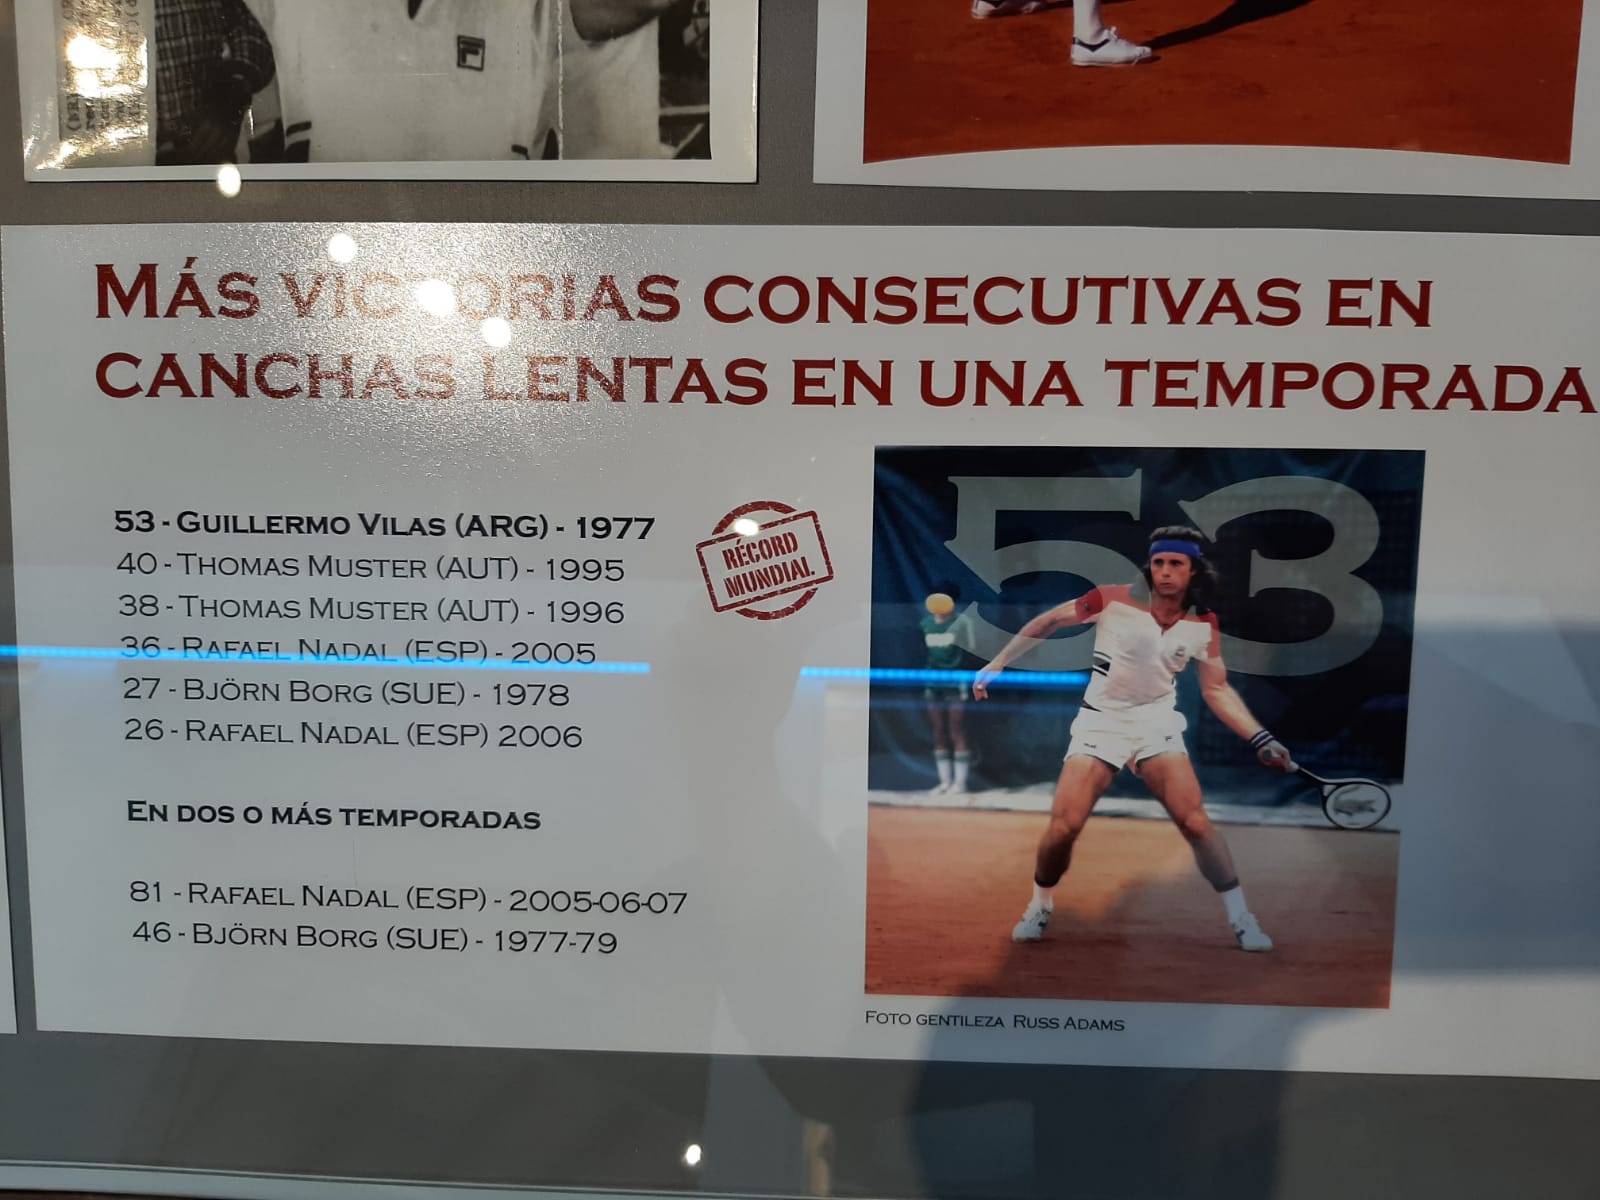 MÁS VICTORIAS CONSECUTIVAS EN
CANCHAS LENTAS EN UNA TEMPORADA
53 - GUILLERMO VILAS (ARG) - 1977
40 - THOMAS MUSTER (AUT) - 1995
38 - THOMAS MUSTER (AUT) - 1996
36 - RAFAEL NADAL (ESP) - 2005
27 - BJÖRN BORG (SUE) - 1978
26 - RAFAEL NADAL (ESP) 2006
RÉCORD
MUNDIAL
53
EN DOS O MÁS TEMPORADAS
81 - RAFAEL NADAL (ESP) - 2005-06-07
46 - BJÖRN BORG (SUE) - 1977-79
FOTO GENTILEZA RUSS ADAMS